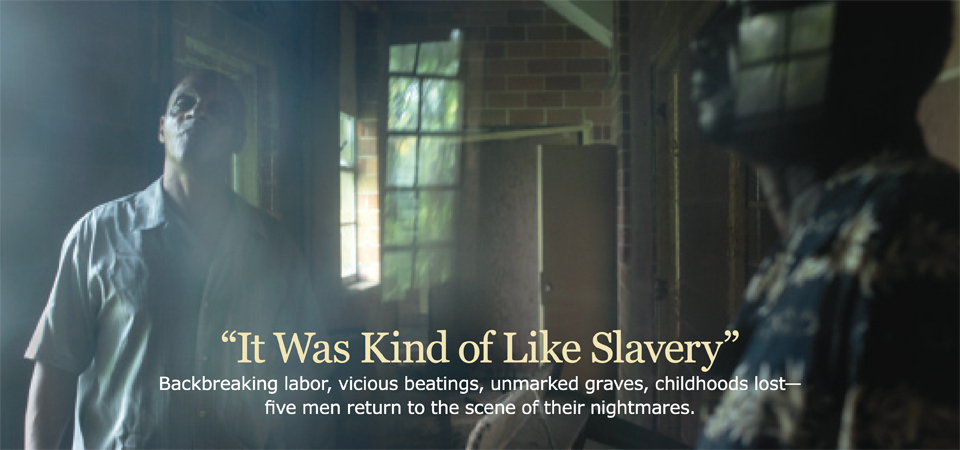 “It Was Kind of Like Slavery”
Backbreaking labor, vicious beatings, unmarked graves, childhoods lost—
five men return to the scene of their nightmares.